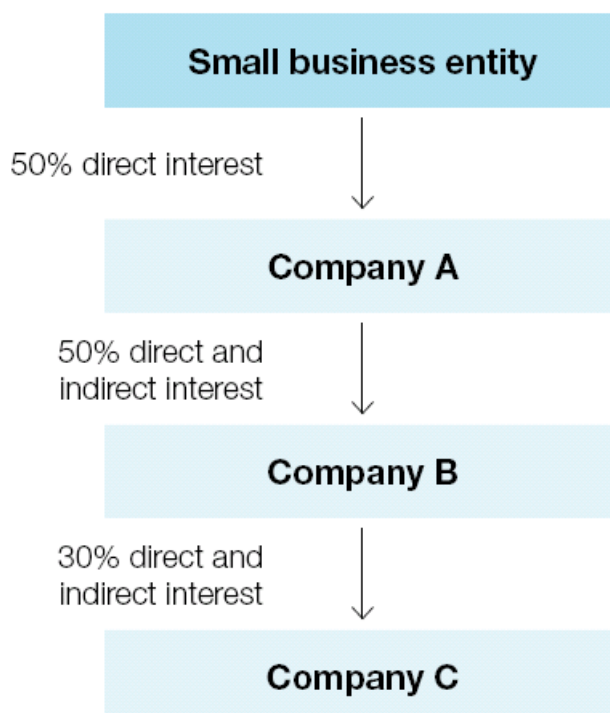 Small business entity
50% direct interest
Company A
50% direct and
indirect interest
Company B
30% direct and
indirect interest
Company C